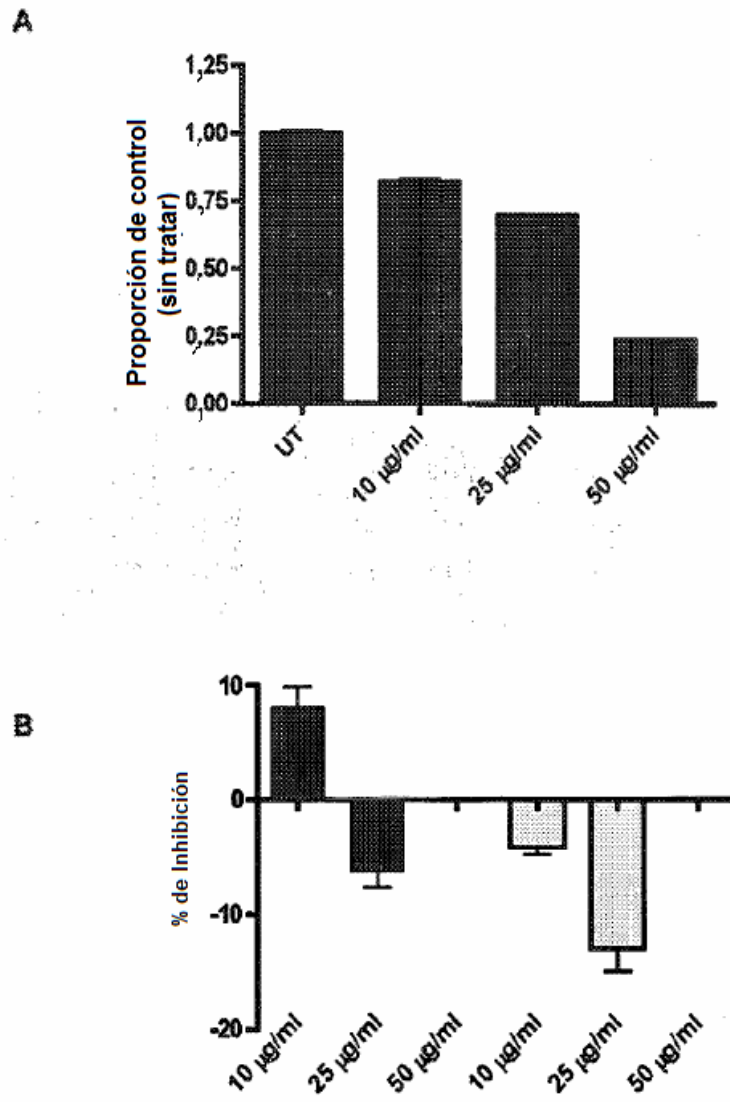 A
Proporción de control
(sin tratar)
1,25
1,00
0,75
0,50
0,25
0,00
UT
10 µg/ml
25 µg/ml
50 µg/ml
B
% de Inhibición
10
0
-10
-20
10 µg/ml
25 µg/ml
50 µg/ml
10 µg/ml
25 µg/ml
50 µg/ml